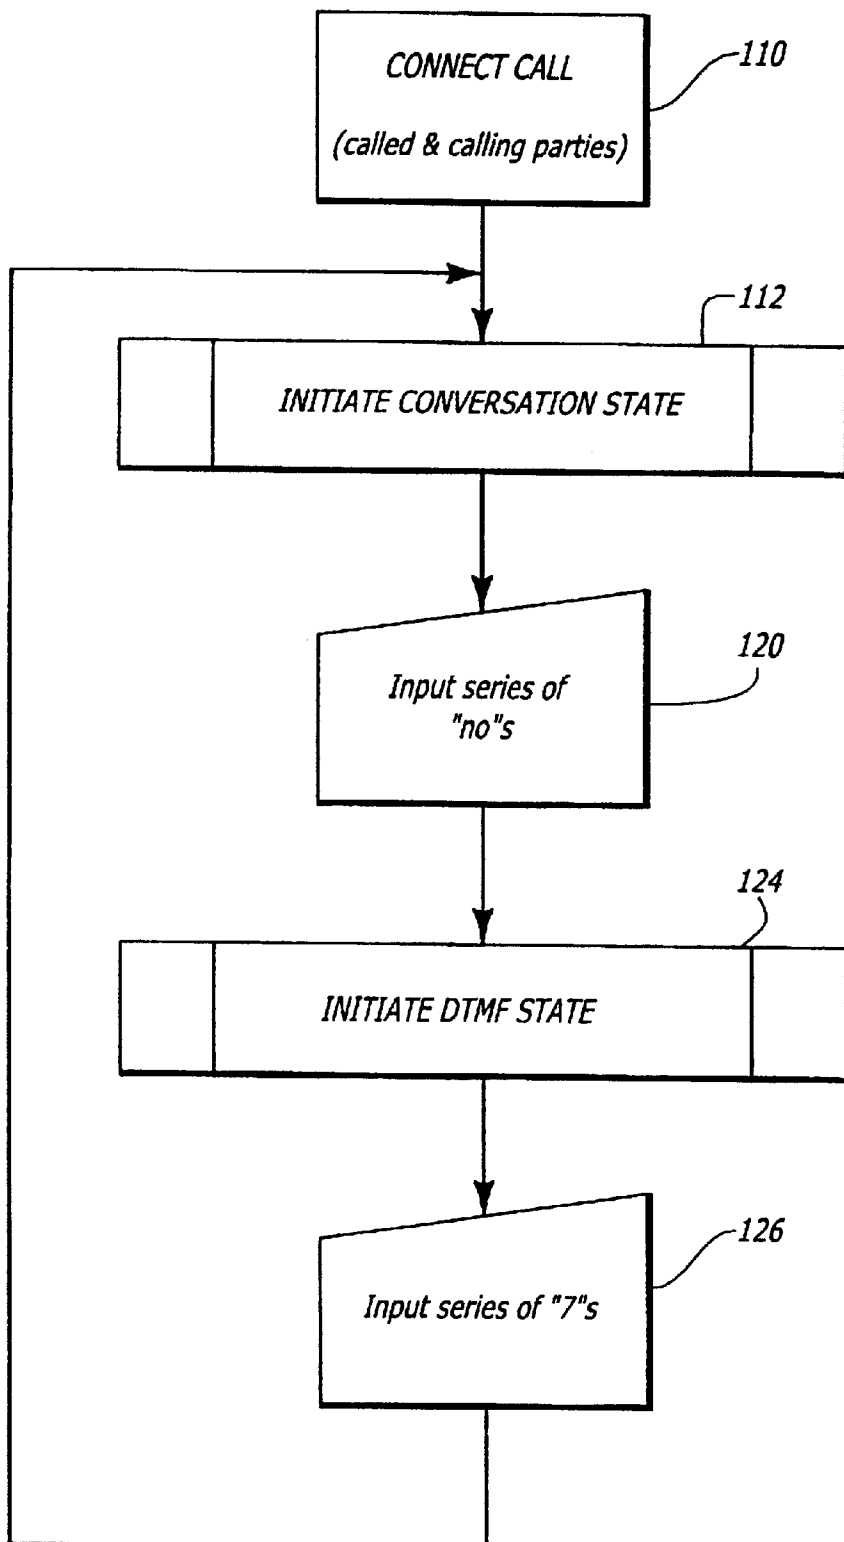 CONNECT CALL
110
(called & calling parties)
112
INITIATE CONVERSATION STATE
120
Input series of
"no"s
124
INITIATE DTMF STATE
126
Input series of "7"s